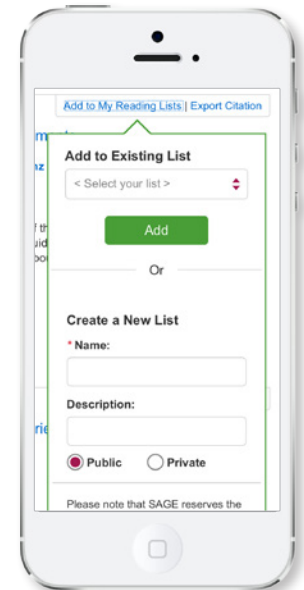 Add to My Reading Lists | Export Citation
Add to Existing List
< Select your list >
Add
Or
Create a New List
* Name:
Description:
Public Private
Please note that SAGE reserves the